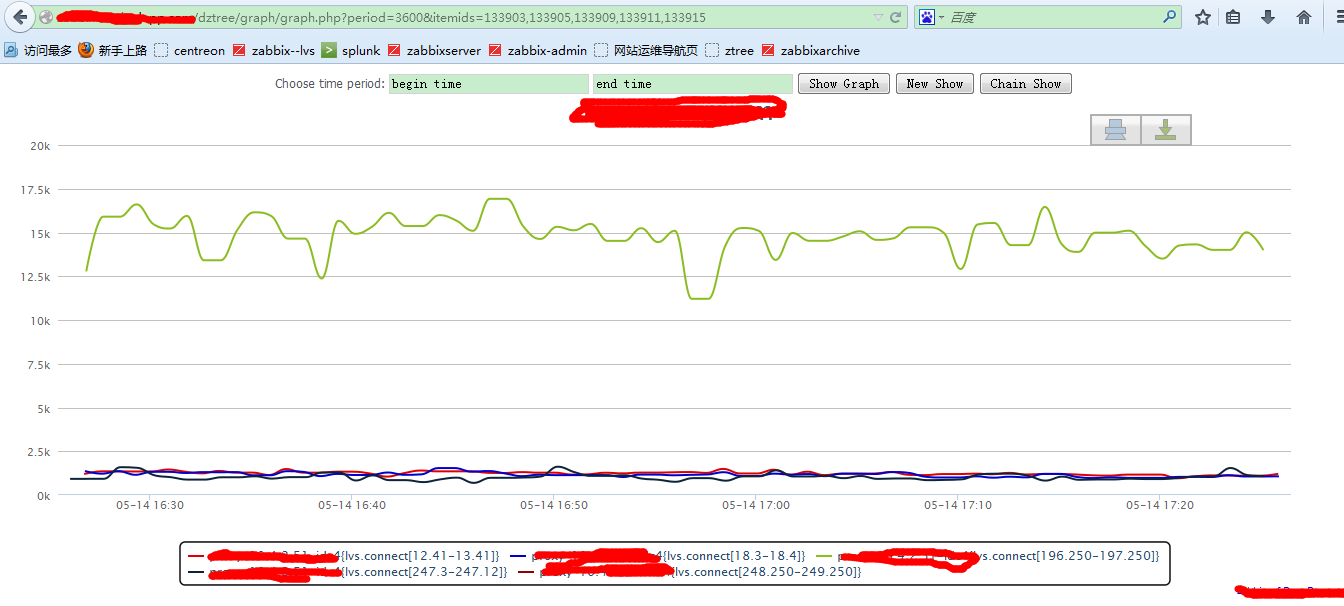 /dztree/graph/graph.php?period=3600&itemids=133903,133905,133909,133911,133915
百度
访问最多 新手上路 centreon zabbix--lvs splunk zabbixserver zabbix-admin 网站运维导航页 ztree zabbixarchive
Choose time period: begin time end time Show Graph New Show Chain Show
20k
17.5k
15k
12.5k
10k
7.5k
5k
2.5k
0k
05-14 16:30 05-14 16:40 05-14 16:50 05-14 17:00 05-14 17:10 05-14 17:20
4{lvs.connect[12.41-13.41]} 4{lvs.connect[18.3-18.4]} lvs.connect[196.250-197.250]}
{lvs.connect[247.3-247.12]} {lvs.connect[248.250-249.250]}